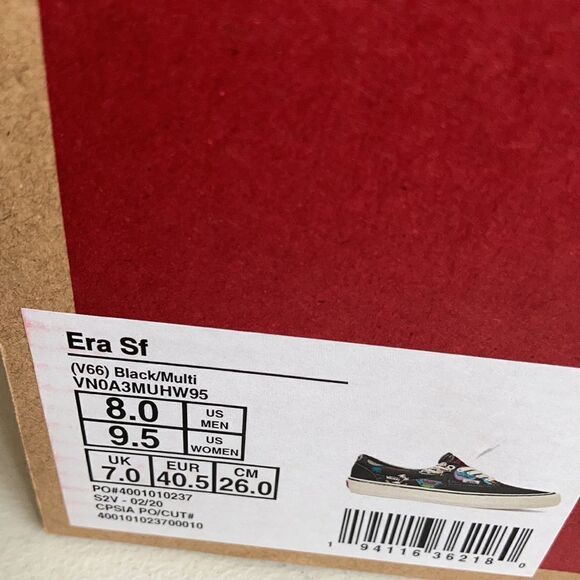 Era Sf
(V66) Black/Multi
VN0A3MUHW95
8.0 US MEN
9.5 US WOMEN
UK EUR CM
7.0 40.5 26.0
PO#4001010237
S2V - 02/20
CPSIA PO/CUT#
400101023700010
1 94116 36218 0